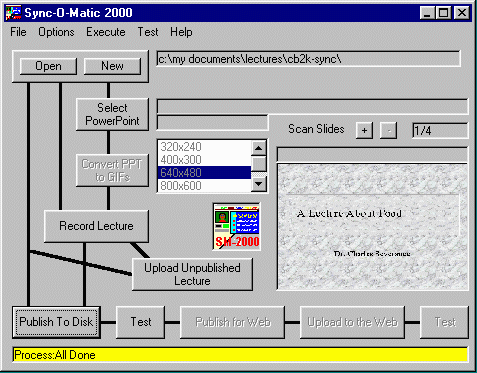 Sync-O-Matic 2000
File Options Execute Test Help
Open New
c:\my documents\lectures\cb2k-sync\
Select
PowerPoint
Scan Slides + - 1/4
Convert PPT
to GIFs
320x240
400x300
640x480
800x600
A Lecture About Food
Dr. Charles Severance
Record Lecture
SM-2000
Upload Unpublished
Lecture
Publish To Disk Test Publish for Web Upload to the Web Test
Process:All Done